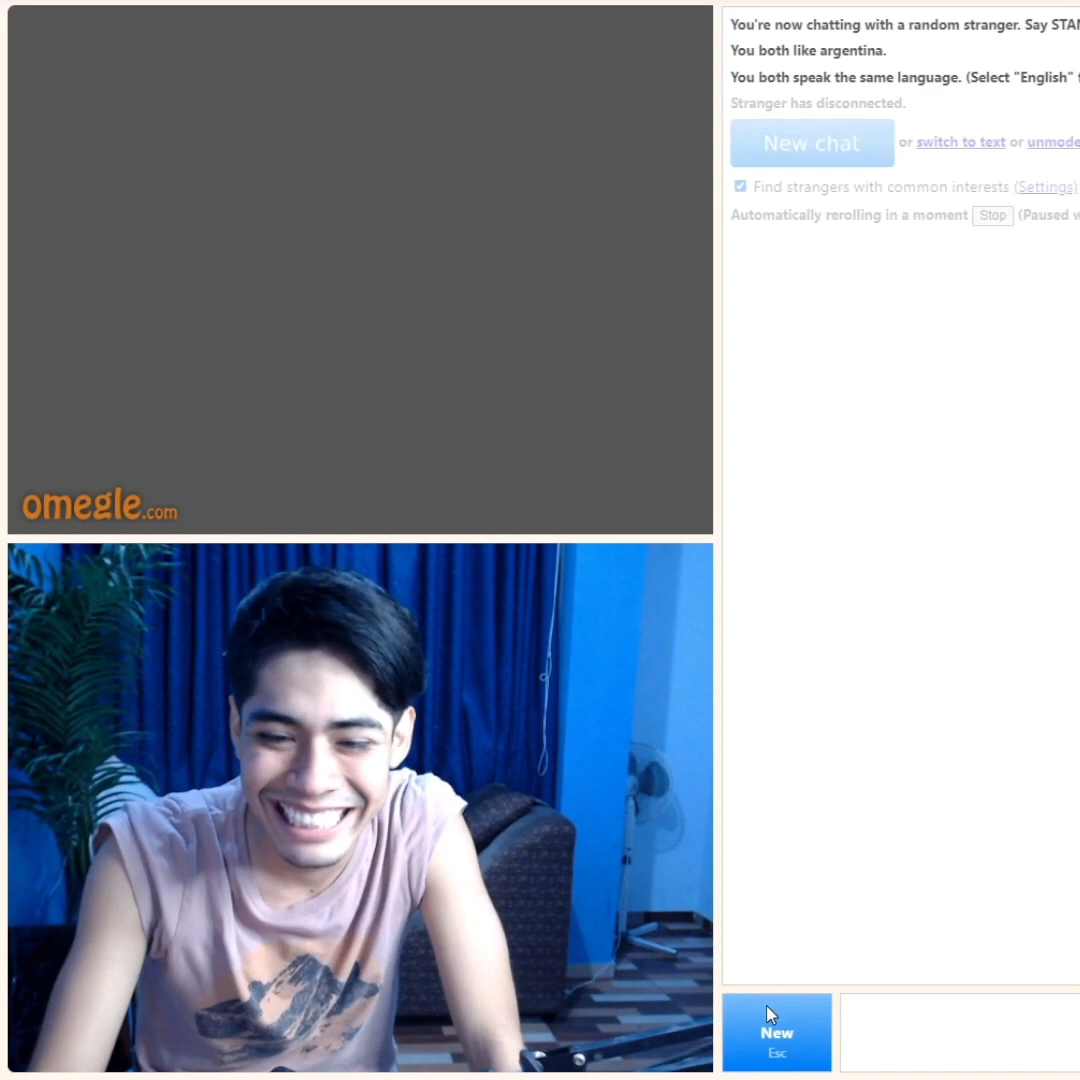 You're now chatting with a random stranger. Say
You both like argentina.
You both speak the same language. (Select "English"
Stranger has disconnected.
New chat or switch to text or
Find strangers with common interests (Settings)
Automatically rerolling in a moment Stop (Paused
omegle.com
New
Esc